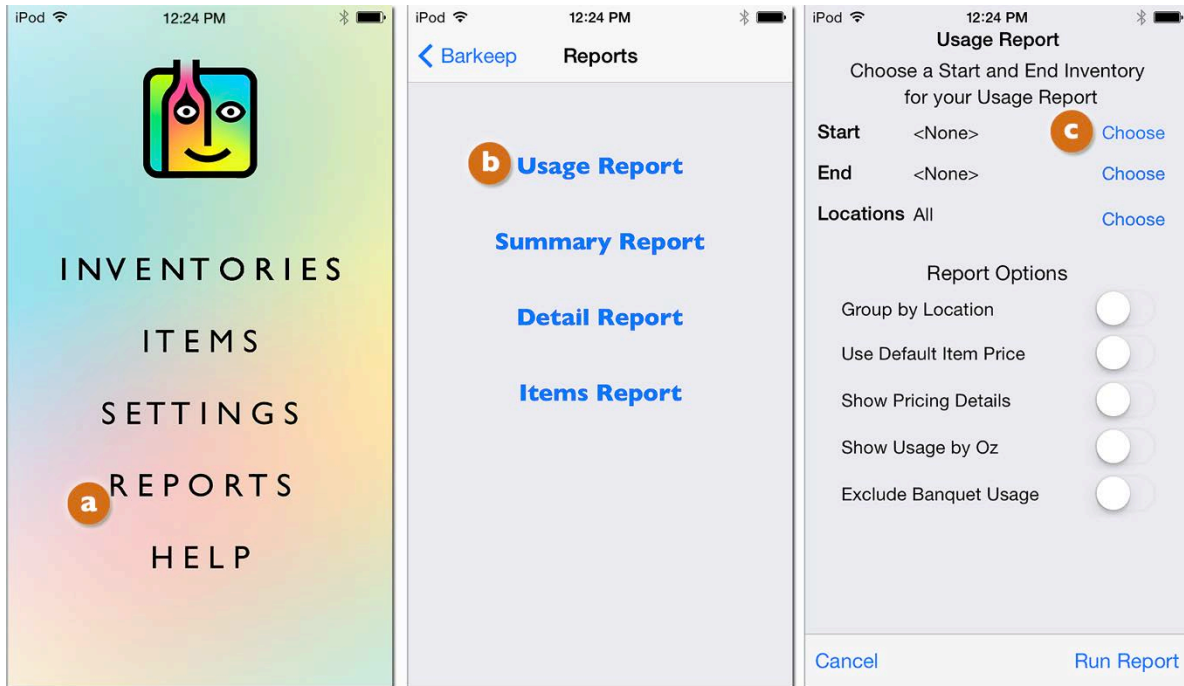 iPod 12:24 PM
INVENTORIES
ITEMS
SETTINGS
a REPORTS
HELP
iPod 12:24 PM
Barkeep Reports
b Usage Report
Summary Report
Detail Report
Items Report
iPod 12:24 PM
Usage Report
Choose a Start and End Inventory
for your Usage Report
Start <None> c Choose
End <None> Choose
Locations All Choose
Report Options
Group by Location
Use Default Item Price
Show Pricing Details
Show Usage by Oz
Exclude Banquet Usage
Cancel Run Report